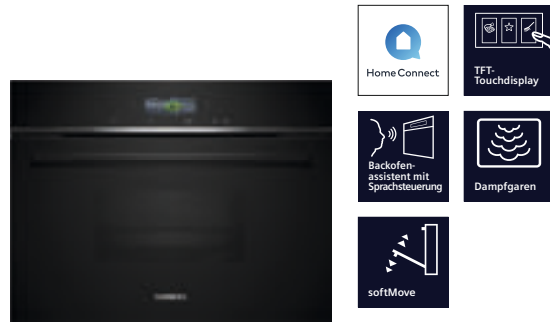 Home Connect
TFT-
Touchdisplay
Backofen-
assistent mit
Sprachsteuerung
Dampfgaren
softMove